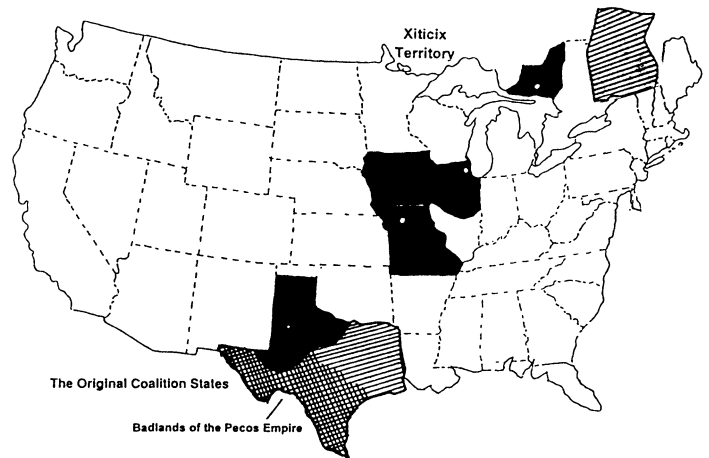 Xiticix
Territory
The Original Coalition States
Badlands of the Pecos Empire